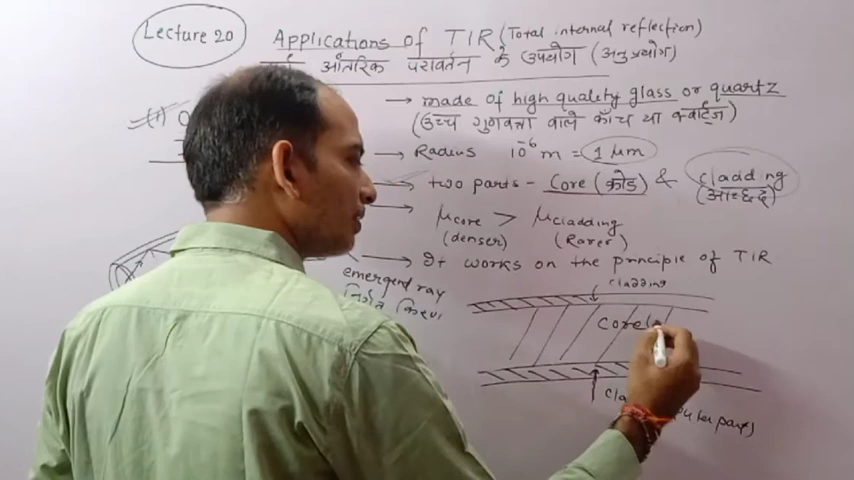 Lecture 20
Applications of TIR (Total internal reflection)
आंतरिक परावर्तन के उपयोग (अनुप्रयोग)
(1)
→ made of high quality glass or quartz
(उच्च गुणवत्ता वाले काँच या क्वार्ट्ज)
→ Radius 10⁻⁶ m = 1 μm
→ two parts - Core (क्रोड) & cladding
(आच्छद)
→ μcore > μcladding
(denser) (Rarer)
→ It works on the principle of TIR
emergent ray
निर्गत किरण
cladding
Core(